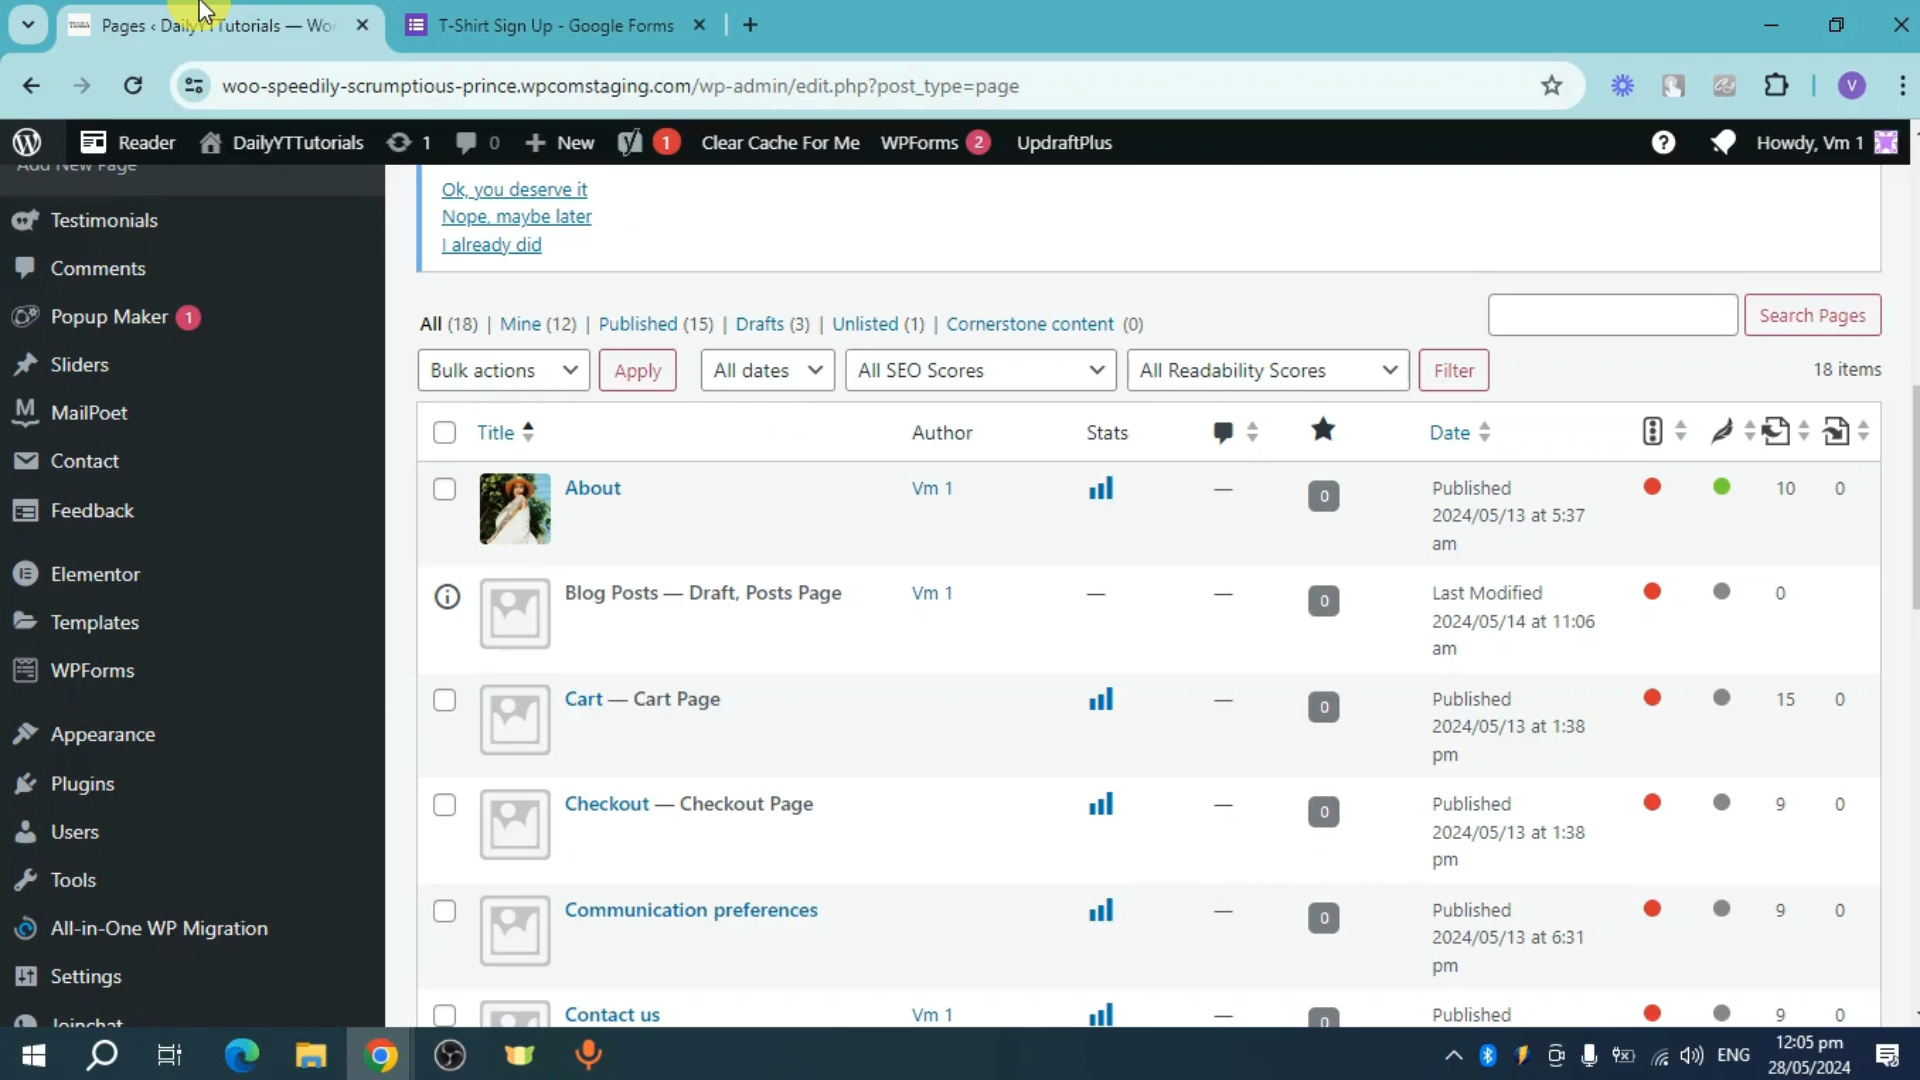 Pages ‹ DailyYTTutorials — Woo
T-Shirt Sign Up - Google Forms
woo-speedily-scrumptious-prince.wpcomstaging.com/wp-admin/edit.php?post_type=page
V
Reader
DailyYTTutorials
1
0
New
1
Clear Cache For Me
WPForms 2
UpdraftPlus
Howdy, Vm 1
Add New Page
Testimonials
Comments
Popup Maker 1
Sliders
MailPoet
Contact
Feedback
Elementor
Templates
WPForms
Appearance
Plugins
Users
Tools
All-in-One WP Migration
Settings
Joinchat
Ok, you deserve it
Nope, maybe later
I already did
All (18) | Mine (12) | Published (15) | Drafts (3) | Unlisted (1) | Cornerstone content (0)
Search Pages
Bulk actions
Apply
All dates
All SEO Scores
All Readability Scores
Filter
18 items
Title
Author
Stats
Date
About
Vm 1
—
0
Published
2024/05/13 at 5:37
am
10
0
Blog Posts — Draft, Posts Page
Vm 1
—
—
0
Last Modified
2024/05/14 at 11:06
am
0
Cart — Cart Page
—
0
Published
2024/05/13 at 1:38
pm
15
0
Checkout — Checkout Page
—
0
Published
2024/05/13 at 1:38
pm
9
0
Communication preferences
—
0
Published
2024/05/13 at 6:31
pm
9
0
Contact us
Vm 1
—
0
Published
9
0
ENG
12:05 pm
28/05/2024